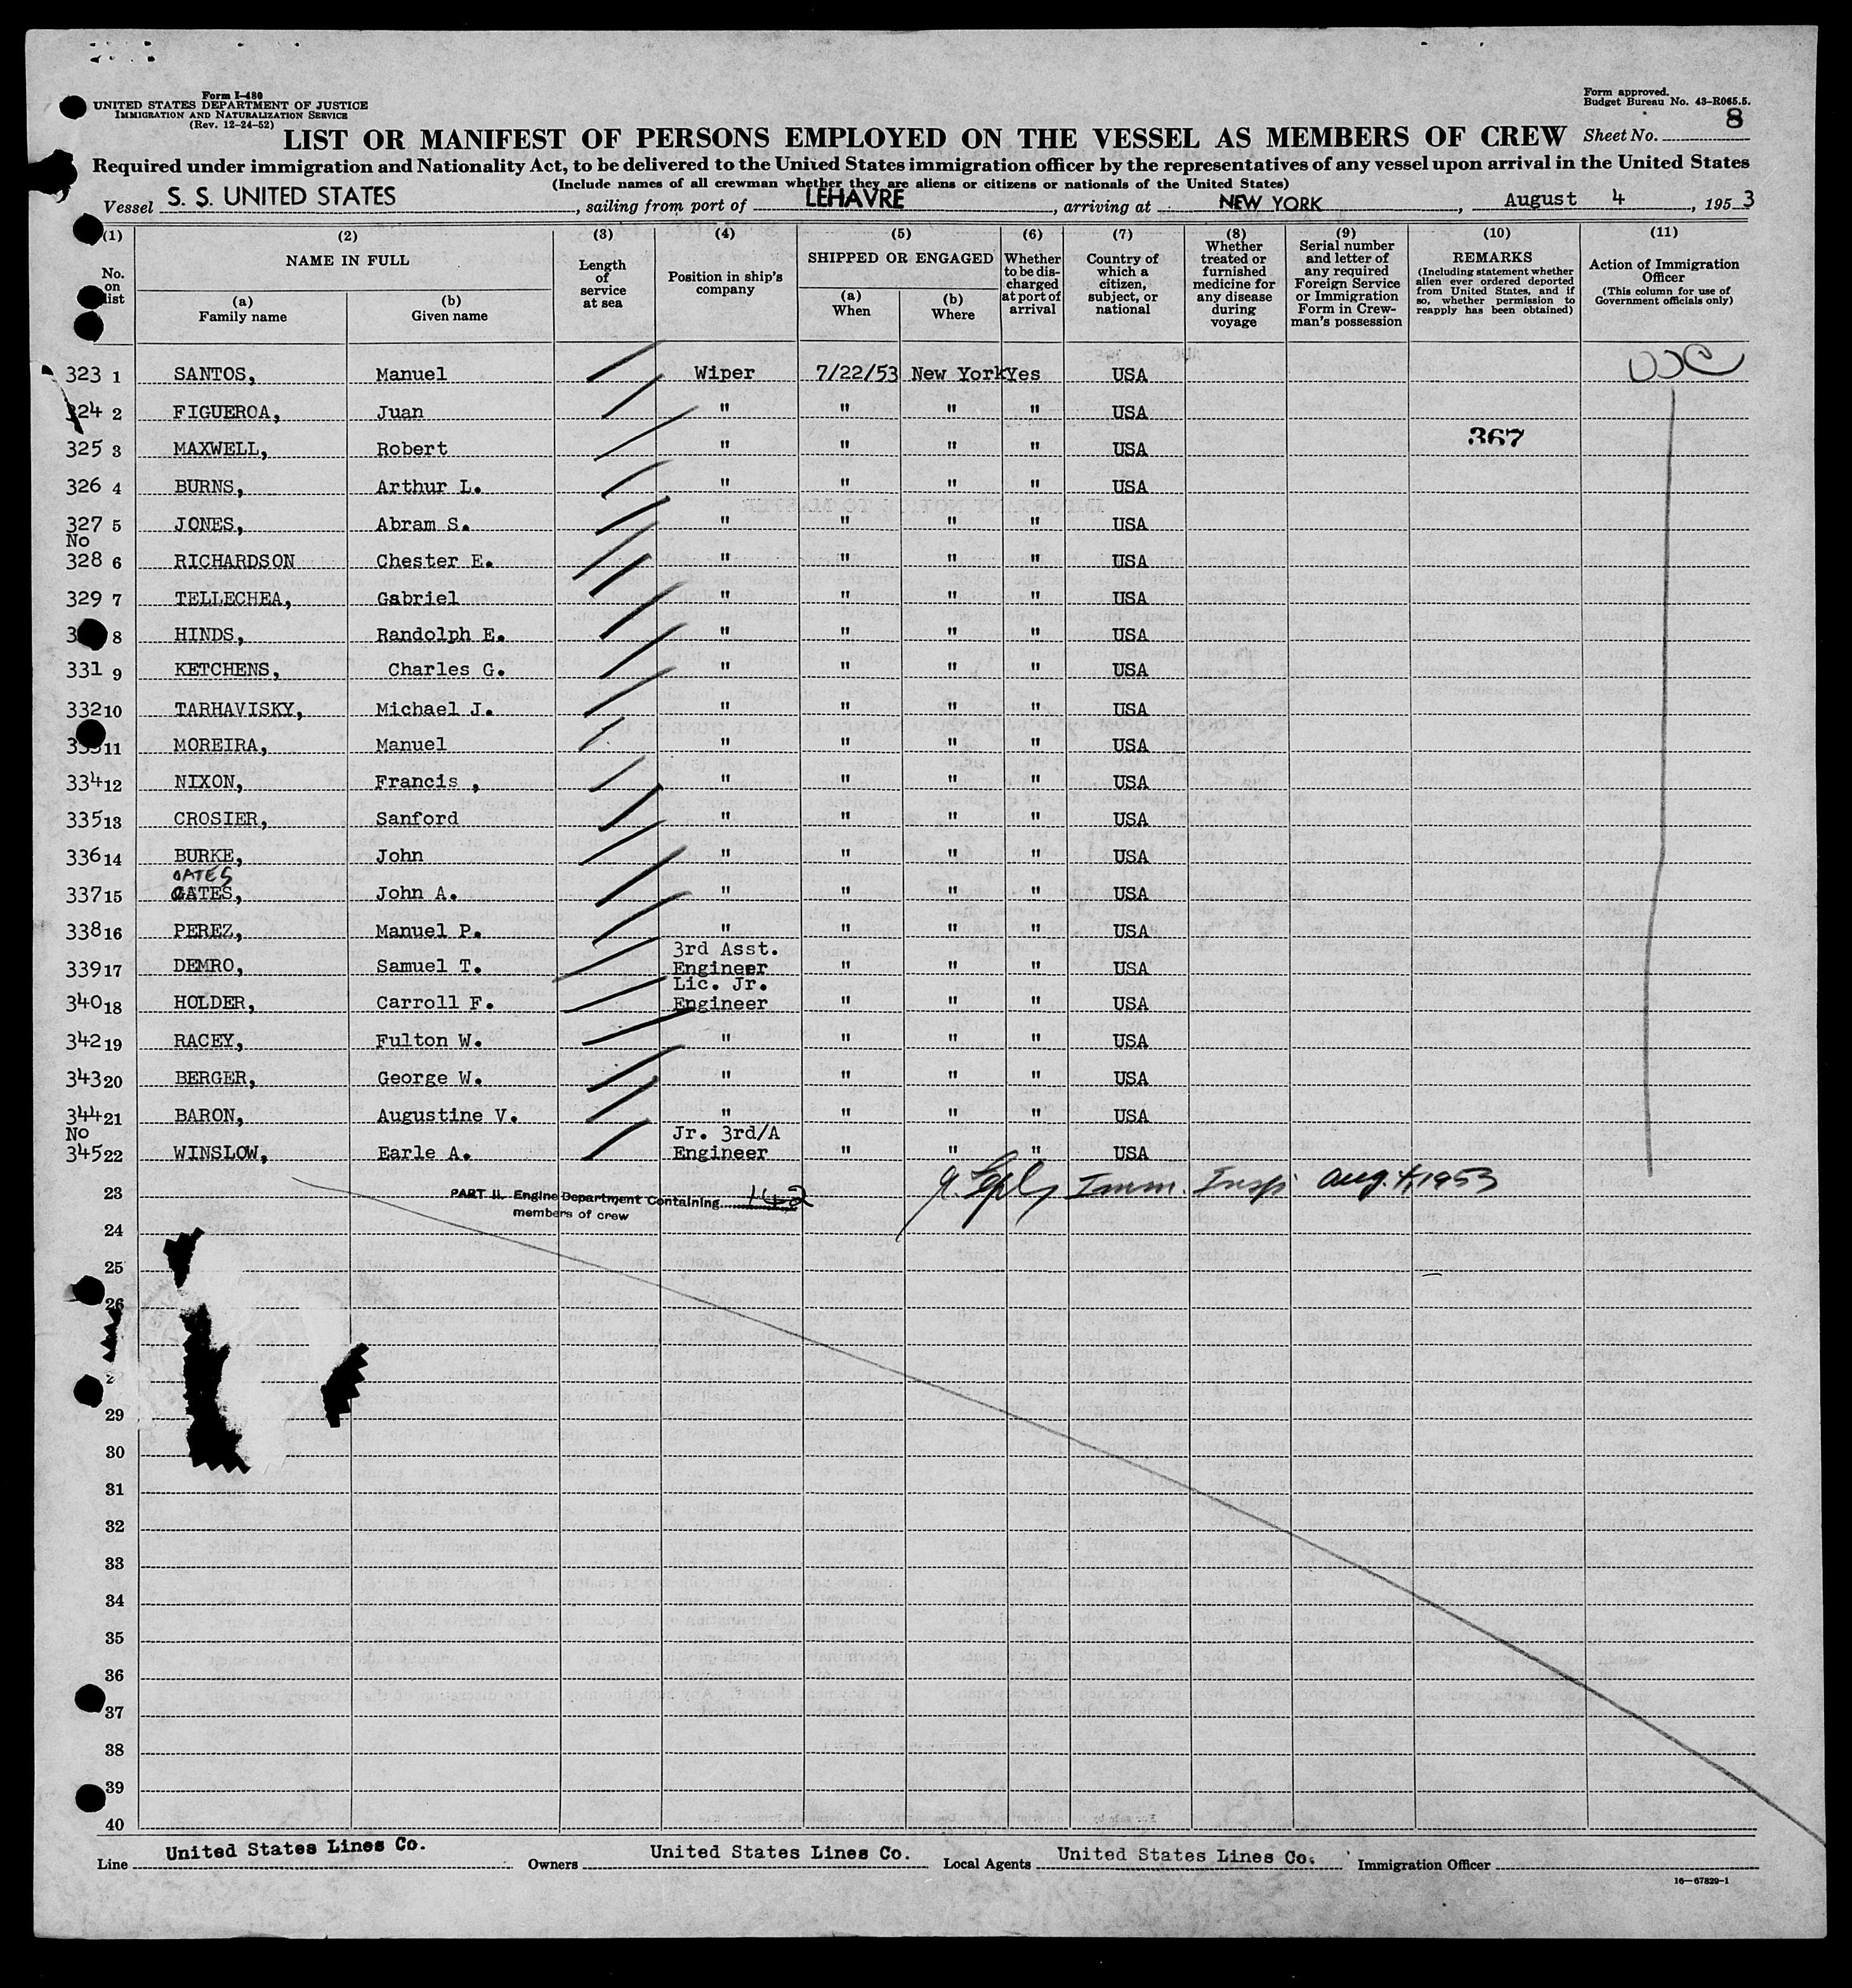 Form I-480
UNITED STATES DEPARTMENT OF JUSTICE
IMMIGRATION AND NATURALIZATION SERVICE
(Rev. 12-24-52)
Form approved.
Budget Bureau No. 43-R065.5.
LIST OR MANIFEST OF PERSONS EMPLOYED ON THE VESSEL AS MEMBERS OF CREW Sheet No. 8
Required under immigration and Nationality Act, to be delivered to the United States immigration officer by the representatives of any vessel upon arrival in the United States
(Include names of all crewman whether they are aliens or citizens or nationals of the United States)
Vessel S. S. UNITED STATES, sailing from port of LEHAVRE, arriving at NEW YORK, August 4, 1953
(1) (2) (3) (4) (5) (6) (7) (8) (9) (10) (11)
No. on list
NAME IN FULL
(a) Family name
(b) Given name
Length of service at sea
Position in ship's company
SHIPPED OR ENGAGED
(a) When
(b) Where
Whether to be discharged at port of arrival
Country of which a citizen, subject, or national
Whether treated or furnished medicine for any disease during voyage
Serial number and letter of any required Foreign Service or Immigration Form in Crewman's possession
REMARKS
(Including statement whether alien ever ordered deported from United States, and if so, whether permission to reapply has been obtained)
Action of Immigration Officer
(This column for use of Government officials only)
323 1 SANTOS, Manuel Wiper 7/22/53 New York Yes USA
324 2 FIGUEROA, Juan " " " " USA
325 3 MAXWELL, Robert " " " " USA 367
326 4 BURNS, Arthur L. " " " " USA
327 5 JONES, Abram S. " " " " USA
No
328 6 RICHARDSON Chester E. " " " " USA
329 7 TELLECHEA, Gabriel " " " " USA
8 HINDS, Randolph E. " " " " USA
331 9 KETCHENS, Charles G. " " " " USA
332 10 TARHAVISKY, Michael J. " " " " USA
11 MOREIRA, Manuel " " " " USA
334 12 NIXON, Francis , " " " " USA
335 13 CROSIER, Sanford " " " " USA
336 14 BURKE, John " " " " USA
OATES
337 15 GATES, John A. " " " " USA
338 16 PEREZ, Manuel P. " " " " USA
339 17 DEMRO, Samuel T. 3rd Asst. Engineer " " " USA
340 18 HOLDER, Carroll F. Lic. Jr. Engineer " " " USA
342 19 RACEY, Fulton W. " " " " USA
343 20 BERGER, George W. " " " " USA
344 21 BARON, Augustine V. " " " " USA
No
345 22 WINSLOW, Earle A. Jr. 3rd/A Engineer " " " USA
23 PART II. Engine Department Containing 142
members of crew
Imm. Insp. Aug. 4, 1953
24
25
26
29
30
31
32
33
34
35
36
37
38
39
40
Line United States Lines Co. Owners United States Lines Co. Local Agents United States Lines Co. Immigration Officer
16—67829-1